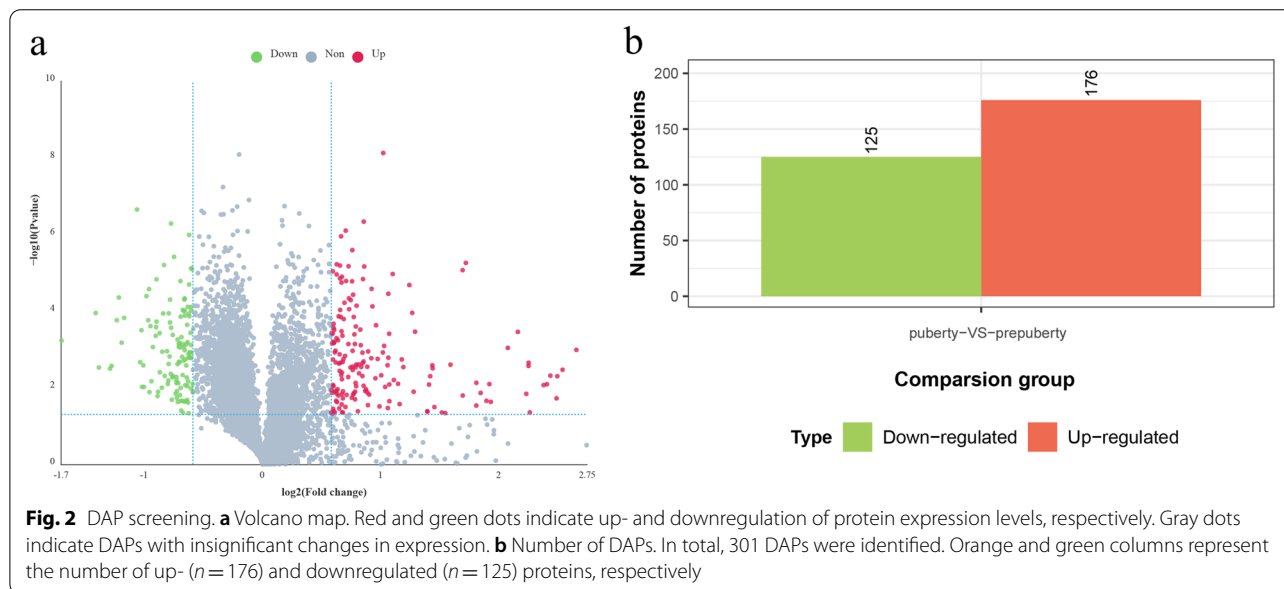 a
Down Non Up
10
8
6
4
2
0
−log10(Pvalue)
-1.7 -1 0 1 2 2.75
log2(Fold change)
b
200
150
100
50
0
Number of proteins
125
176
puberty−VS−prepuberty
Comparsion group
Type Down−regulated Up−regulated
Fig. 2 DAP screening. a Volcano map. Red and green dots indicate up- and downregulation of protein expression levels, respectively. Gray dots
indicate DAPs with insignificant changes in expression. b Number of DAPs. In total, 301 DAPs were identified. Orange and green columns represent
the number of up- (n = 176) and downregulated (n = 125) proteins, respectively